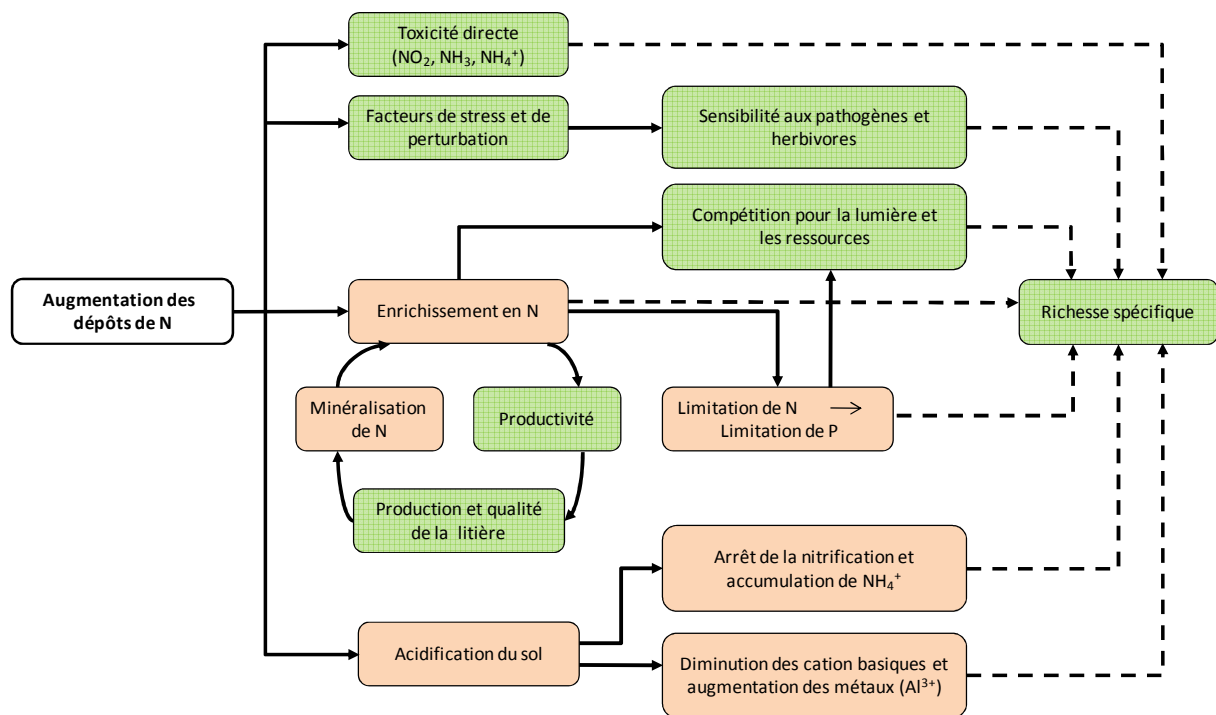 Toxicité directe
(NO₂, NH₃, NH₄⁺)
Facteurs de stress et de
perturbation
Sensibilité aux pathogènes et
herbivores
Compétition pour la lumière et
les ressources
Augmentation des
dépôts de N
Enrichissement en N
Richesse spécifique
Minéralisation
de N
Productivité
Limitation de N →
Limitation de P
Production et qualité
de la litière
Arrêt de la nitrification et
accumulation de NH₄⁺
Acidification du sol
Diminution des cation basiques et
augmentation des métaux (Al³⁺)